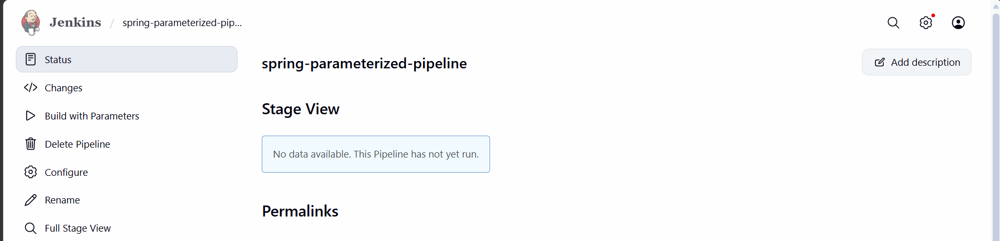 Jenkins / spring-parameterized-pip...
Status
Changes
Build with Parameters
Delete Pipeline
Configure
Rename
Full Stage View
spring-parameterized-pipeline
Add description
Stage View
No data available. This Pipeline has not yet run.
Permalinks